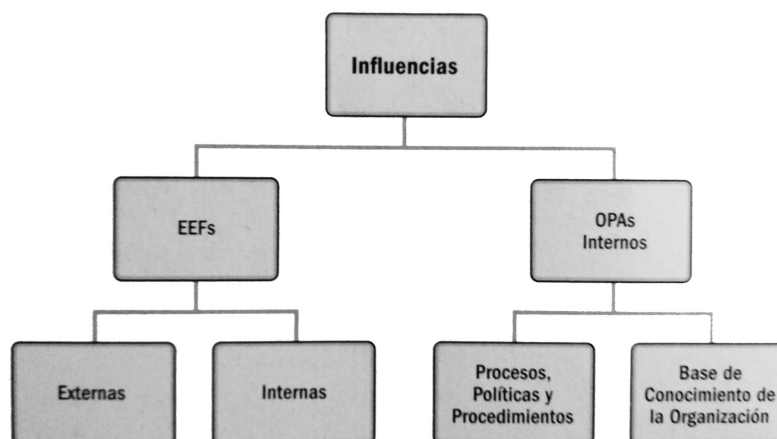 Influencias
EEFs
OPAs
Internos
Externas
Internas
Procesos,
Políticas y
Procedimientos
Base de
Conocimiento de
la Organización